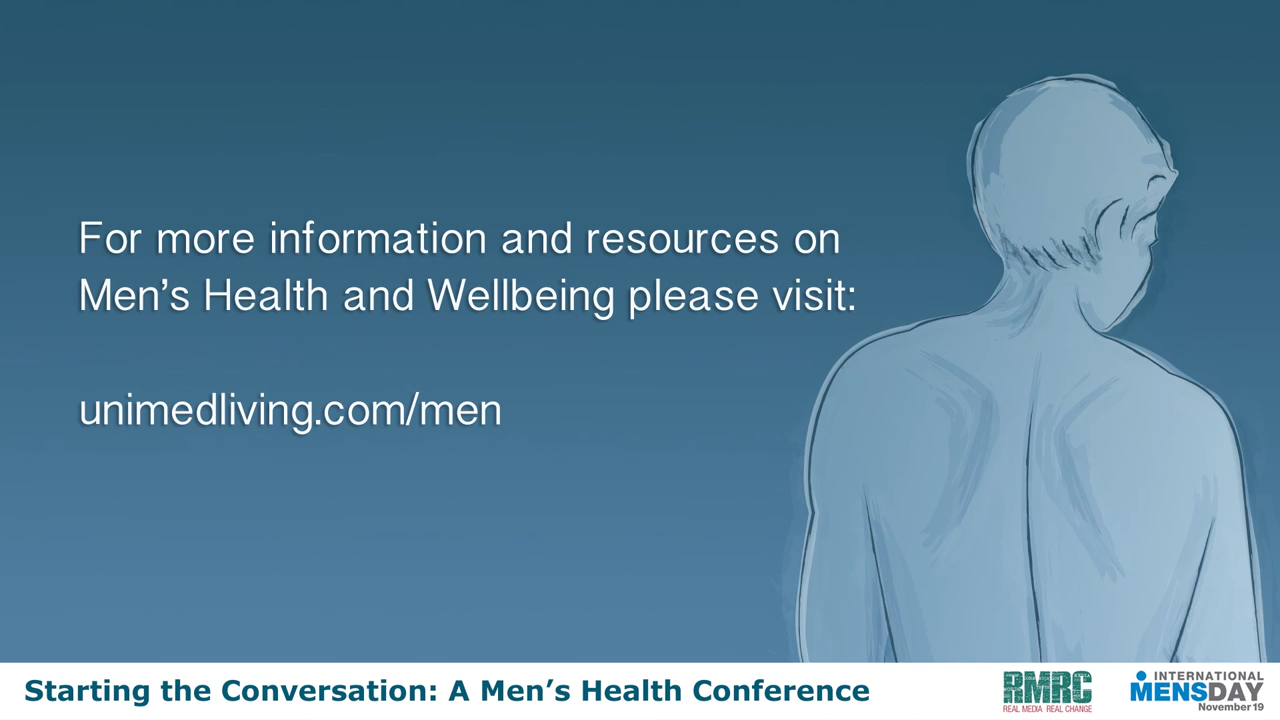 For more information and resources on
Men’s Health and Wellbeing please visit:
unimedliving.com/men
Starting the Conversation: A Men’s Health Conference
RMRC
REAL MEDIA REAL CHANGE
INTERNATIONAL
MENSDAY
November 19